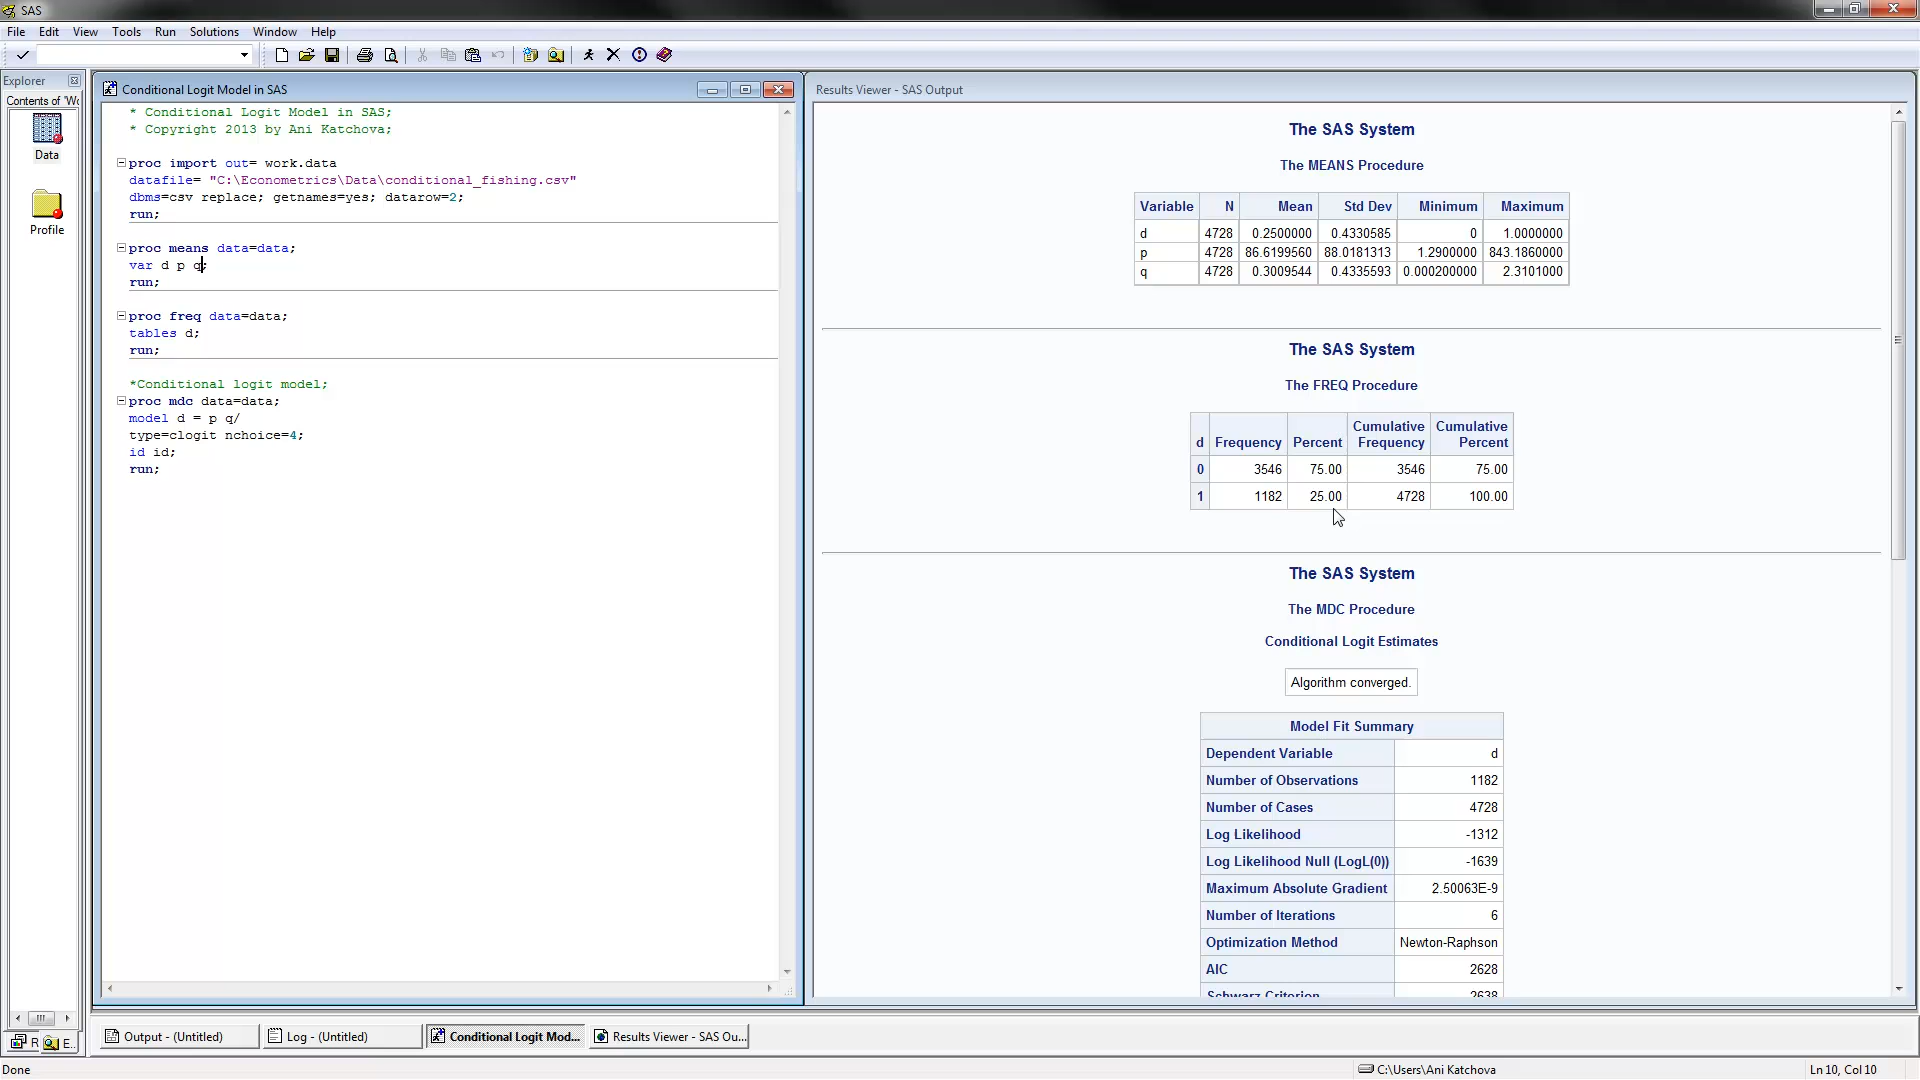 SAS
File Edit View Tools Run Solutions Window Help
Explorer
Contents of 'Wo
Data
Profile
R
E..
Conditional Logit Model in SAS
* Conditional Logit Model in SAS;
* Copyright 2013 by Ani Katchova;
proc import out= work.data
datafile= "C:\Econometrics\Data\conditional_fishing.csv"
dbms=csv replace; getnames=yes; datarow=2;
run;
proc means data=data;
var d p q;
run;
proc freq data=data;
tables d;
run;
*Conditional logit model;
proc mdc data=data;
model d = p q/
type=clogit nchoice=4;
id id;
run;
Results Viewer - SAS Output
The SAS System
The MEANS Procedure
Variable N Mean Std Dev Minimum Maximum
d 4728 0.2500000 0.4330585 0 1.0000000
p 4728 86.6199560 88.0181313 1.2900000 843.1860000
q 4728 0.3009544 0.4335593 0.000200000 2.3101000
The SAS System
The FREQ Procedure
d Frequency Percent Cumulative Frequency Cumulative Percent
0 3546 75.00 3546 75.00
1 1182 25.00 4728 100.00
The SAS System
The MDC Procedure
Conditional Logit Estimates
Algorithm converged.
Model Fit Summary
Dependent Variable d
Number of Observations 1182
Number of Cases 4728
Log Likelihood -1312
Log Likelihood Null (LogL(0)) -1639
Maximum Absolute Gradient 2.50063E-9
Number of Iterations 6
Optimization Method Newton-Raphson
AIC 2628
Schwarz Criterion 2638
Output - (Untitled) Log - (Untitled) Conditional Logit Mod... Results Viewer - SAS Ou...
Done C:\Users\Ani Katchova Ln 10, Col 10